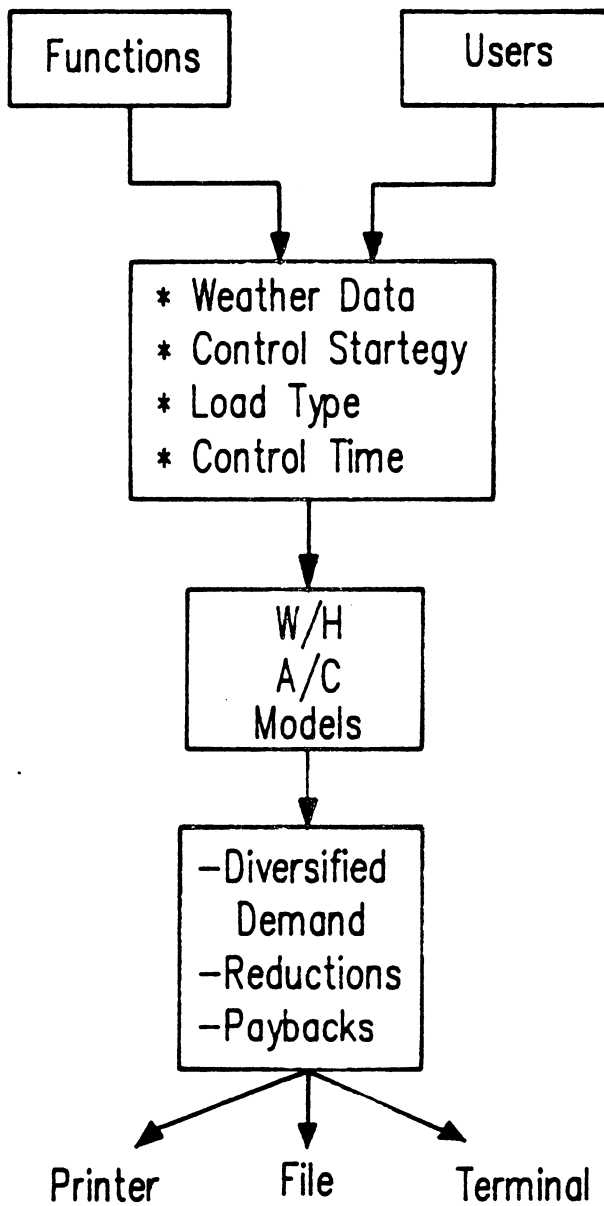 Functions
Users
* Weather Data
* Control Startegy
* Load Type
* Control Time
W/H
A/C
Models
-Diversified
Demand
-Reductions
-Paybacks
Printer
File
Terminal